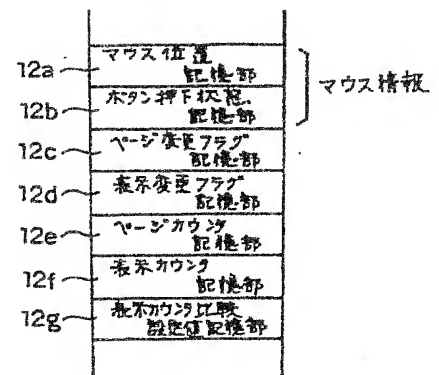 12a マウス位置
記憶部
12b ボタン押下状態
記憶部
マウス情報
12c ページ変更フラグ
記憶部
12d 表示変更フラグ
記憶部
12e ページカウンタ
記憶部
12f 表示カウンタ
記憶部
12g 表示カウンタ比較
設定値記憶部